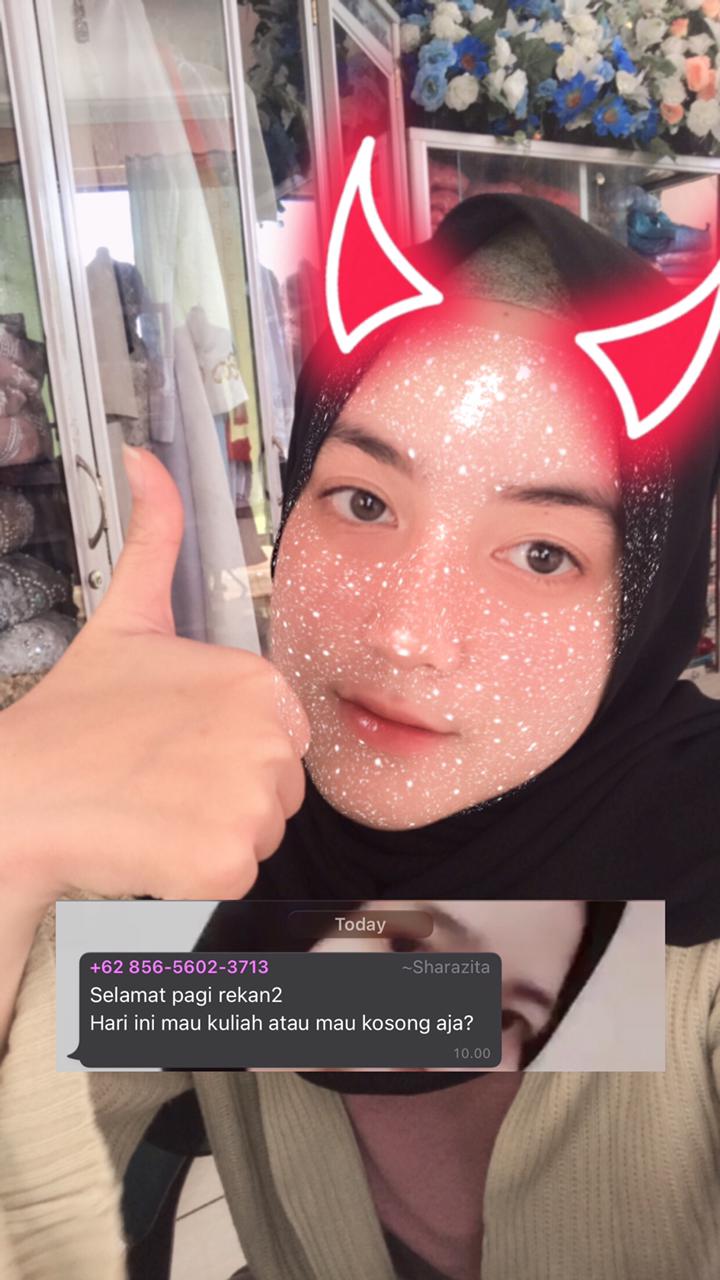 Today
+62 856-5602-3713 ~Sharazita
Selamat pagi rekan2
Hari ini mau kuliah atau mau kosong aja?
10.00